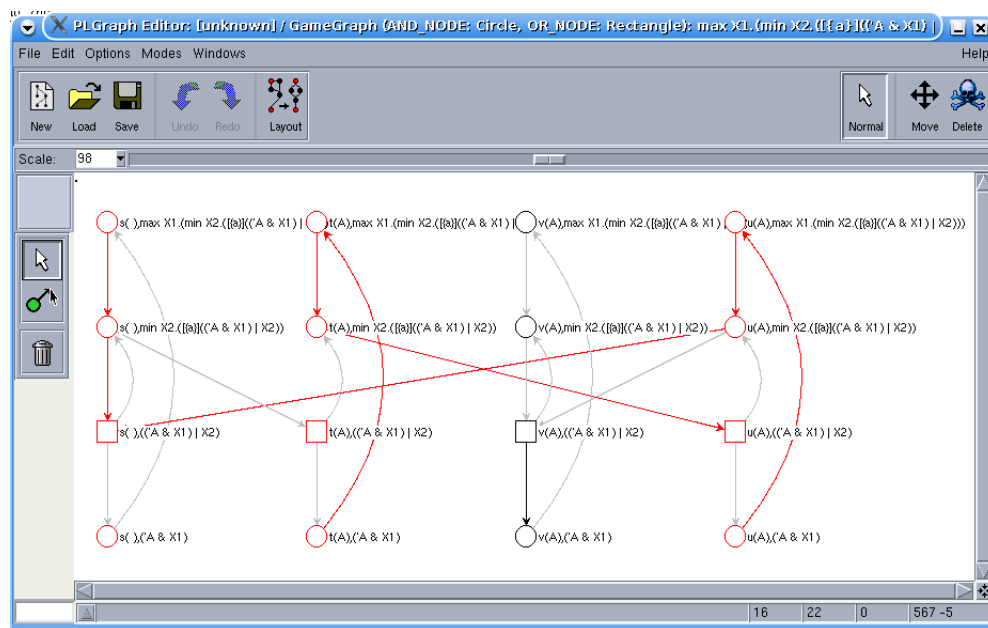 PLGraph Editor: [unknown] / GameGraph (AND_NODE: Circle, OR_NODE: Rectangle): max X1.(min X2.([{a}](('A & X1) |
File Edit Options Modes Windows Help
New Load Save Undo Redo Layout Normal Move Delete
Scale: 98
s( ),max X1.(min X2.([{a}](('A & X1) | t(A),max X1.(min X2.([{a}](('A & X1) | v(A),max X1.(min X2.([{a}](('A & X1) | u(A),max X1.(min X2.([{a}](('A & X1) | X2)))
s( ),min X2.([{a}](('A & X1) | X2)) t(A),min X2.([{a}](('A & X1) | X2)) v(A),min X2.([{a}](('A & X1) | X2)) u(A),min X2.([{a}](('A & X1) | X2))
s( ),(('A & X1) | X2) t(A),(('A & X1) | X2) v(A),(('A & X1) | X2) u(A),(('A & X1) | X2)
s( ),('A & X1) t(A),('A & X1) v(A),('A & X1) u(A),('A & X1)
16 22 0 567 -5